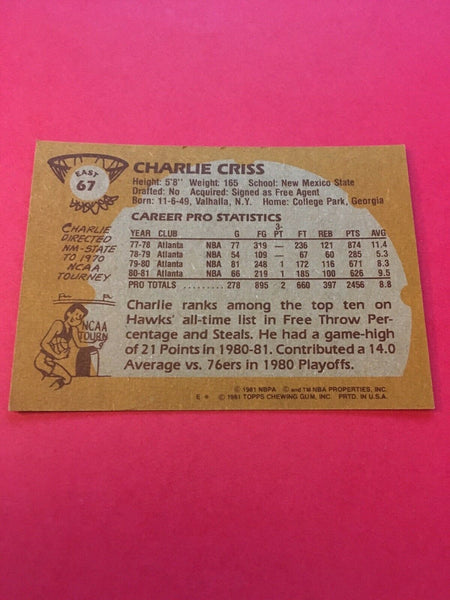 EAST
67
CHARLIE CRISS
Height: 5'8" Weight: 165 School: New Mexico State
Drafted: No Acquired: Signed as Free Agent
Born: 11-6-49, Valhalla, N.Y. Home: College Park, Georgia
CHARLIE
DIRECTED
NM-STATE
TO 1970
NCAA
TOURNEY
NCAA
TOURN
CAREER PRO STATISTICS
3-
YEAR CLUB G FG PT FT REB PTS AVG
77-78 Atlanta NBA 77 319 — 236 121 874 11.4
78-79 Atlanta NBA 54 109 — 67 60 285 5.3
79-80 Atlanta NBA 81 248 1 172 116 671 8.3
80-81 Atlanta NBA 66 219 1 185 100 626 9.5
PRO TOTALS ......... 278 895 2 660 397 2456 8.8
Charlie ranks among the top ten on
Hawks' all-time list in Free Throw Per-
centage and Steals. He had a game-high
of 21 Points in 1980-81. Contributed a 14.0
Average vs. 76ers in 1980 Playoffs.
© 1981 NBPA © and TM NBA PROPERTIES, INC.
E * © 1981 TOPPS CHEWING GUM, INC. PRTD. IN U.S.A.